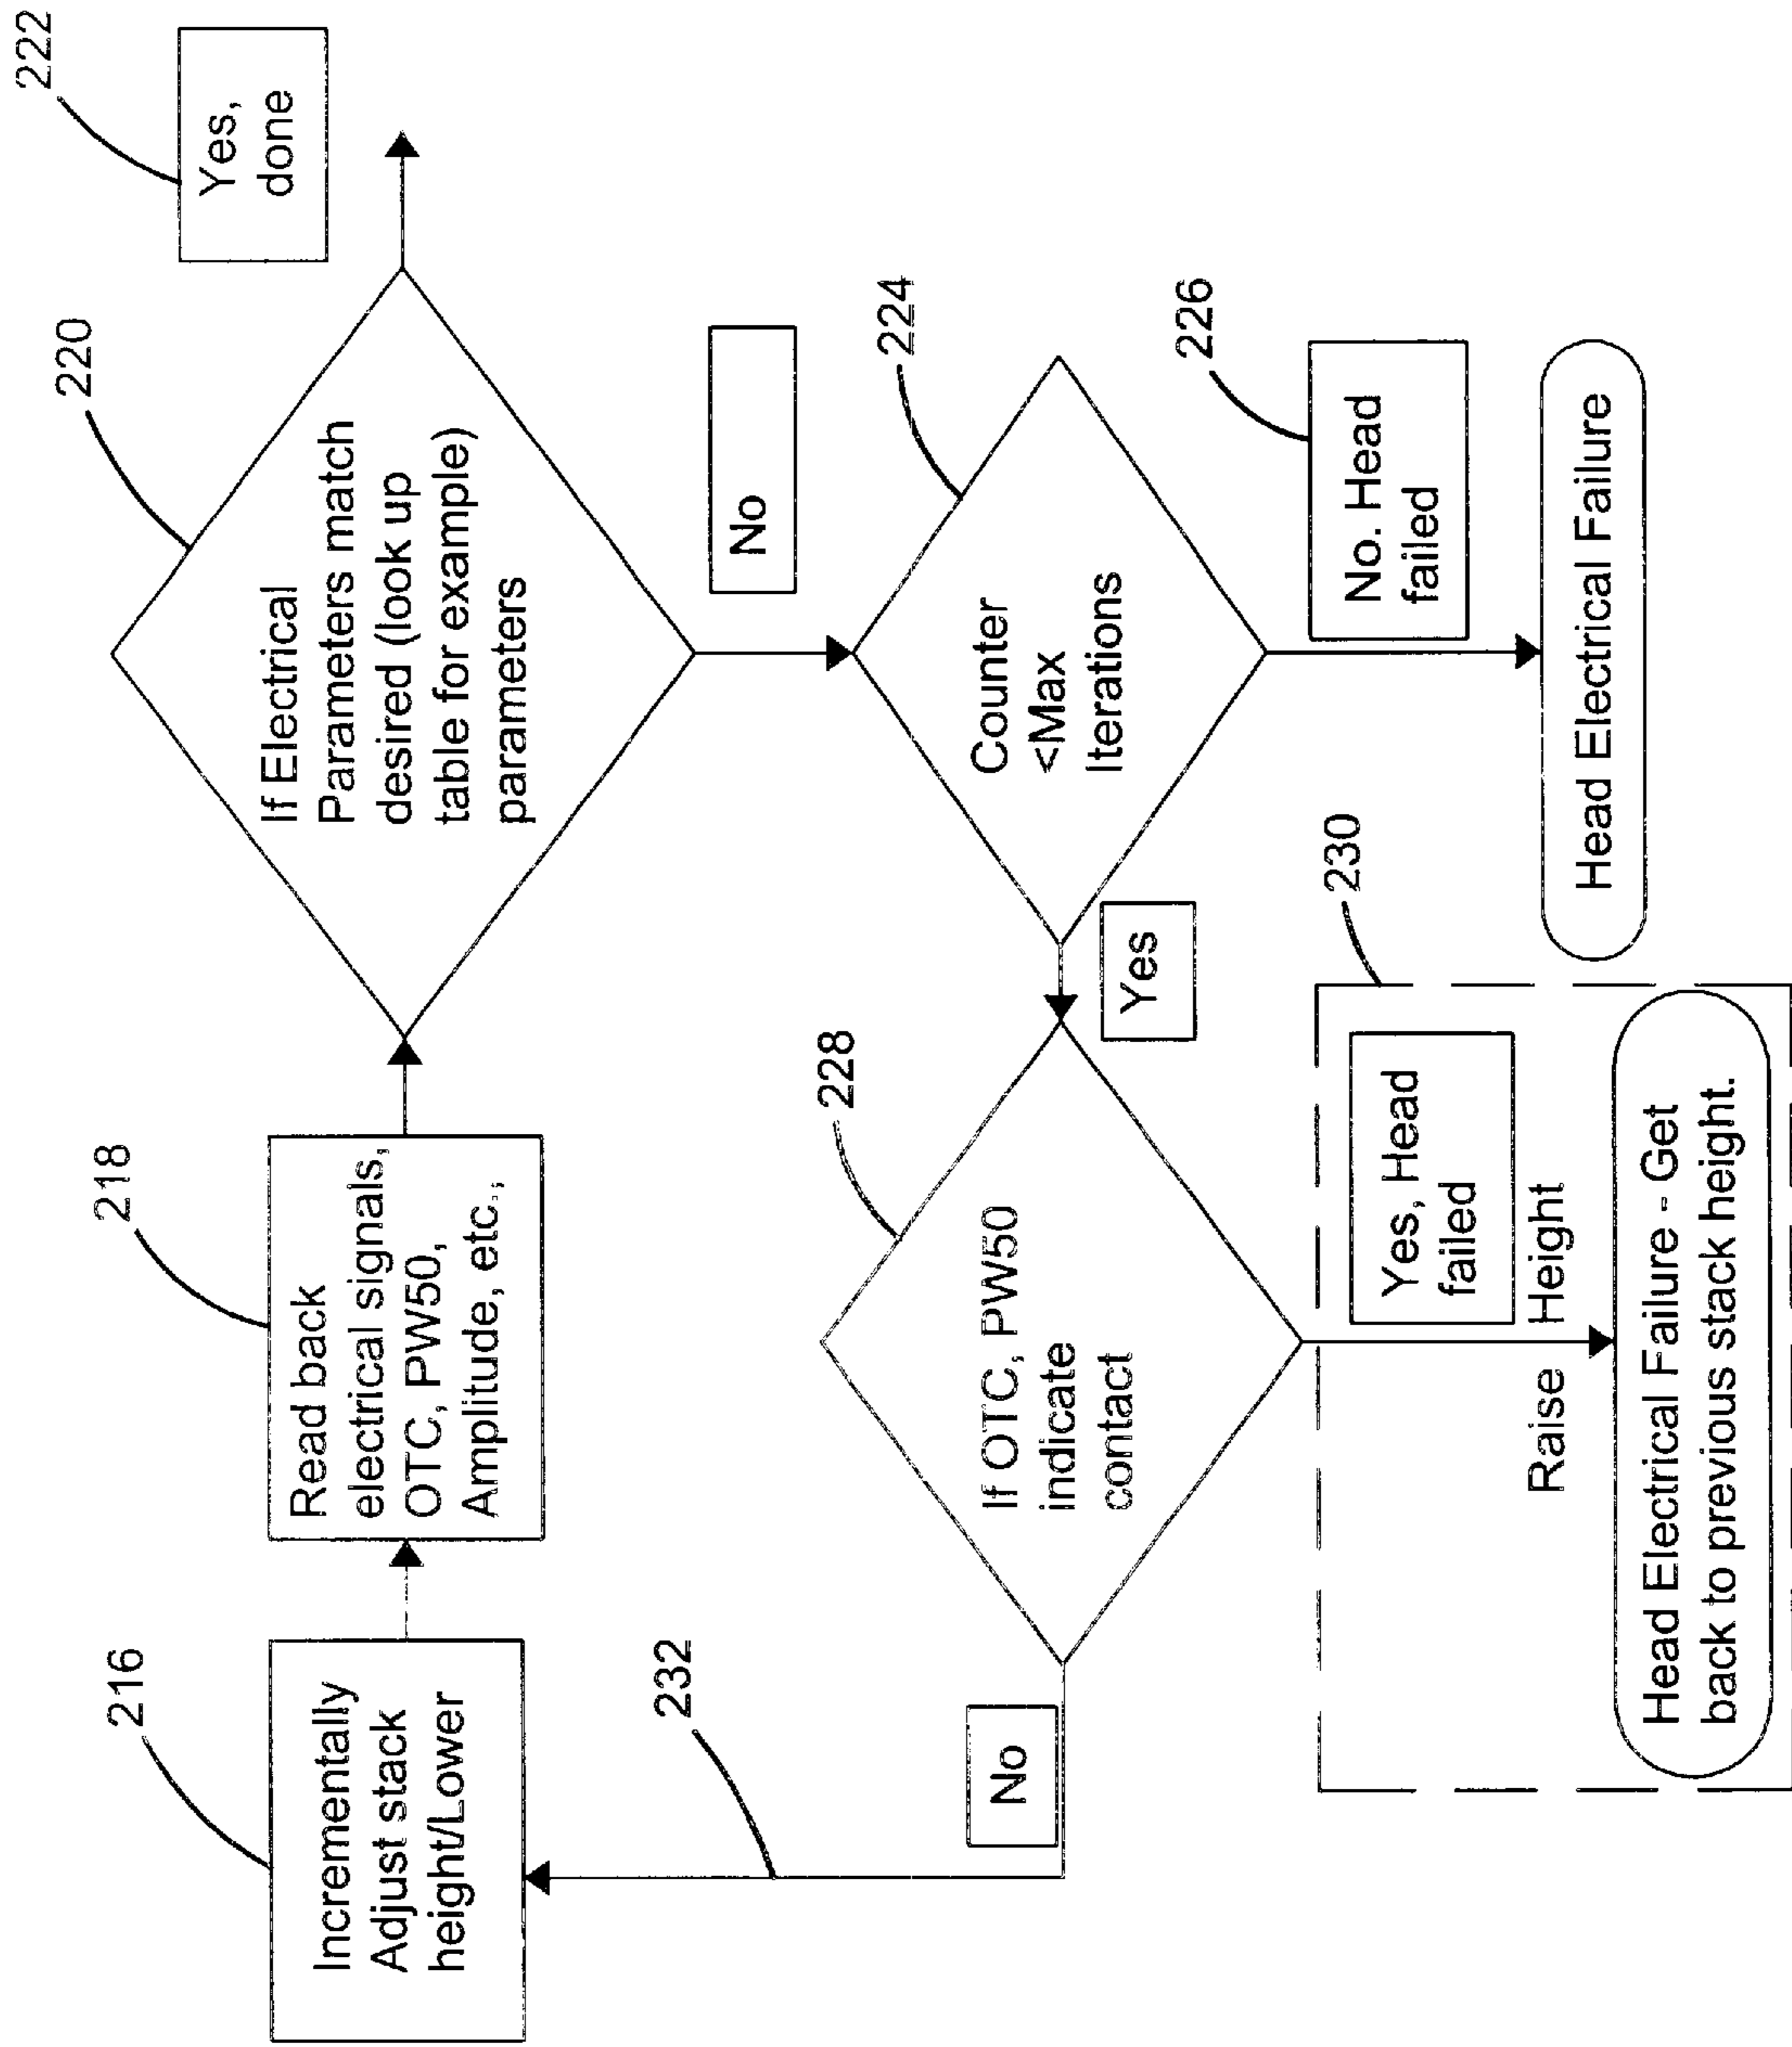 216
Incrementally
Adjust stack
height/Lower
218
Read back
electrical signals,
OTC, PW50,
Amplitude, etc.,
220
If Electrical
Parameters match
desired (look up
table for example)
parameters
222
Yes,
done
No
224
Counter
<Max
Iterations
226
No. Head
failed
Head Electrical Failure
Yes
228
If OTC, PW50
indicate
contact
230
Yes, Head
failed
Raise Height
Head Electrical Failure - Get
back to previous stack height.
No
232